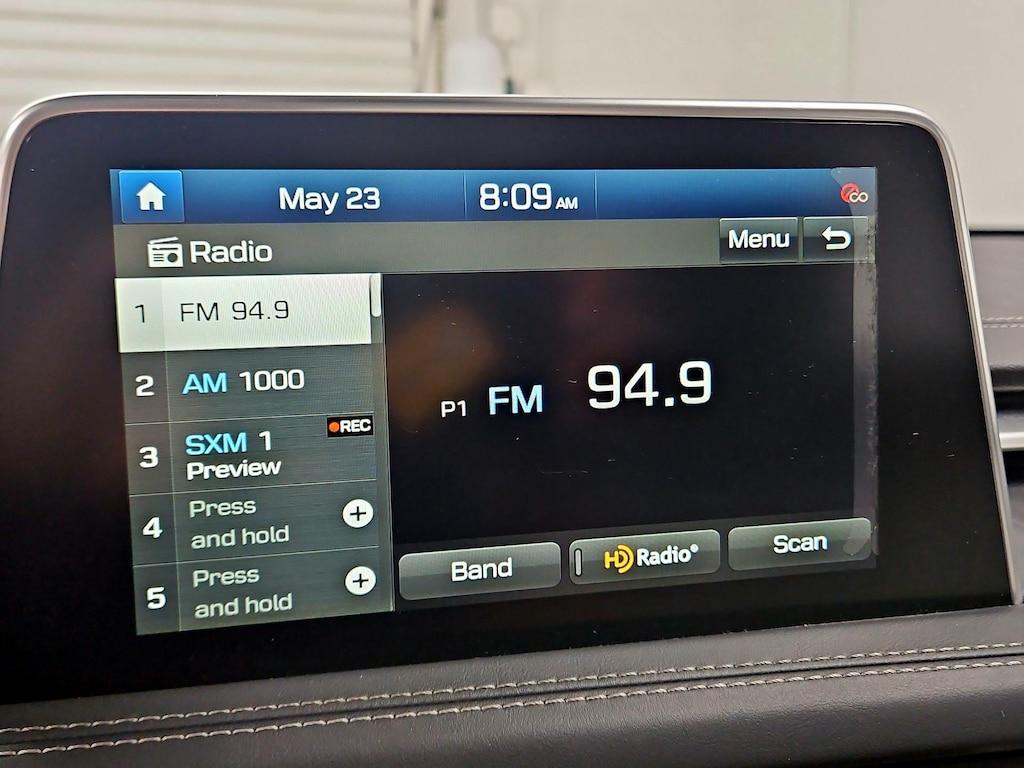 May 23 8:09 AM
Radio Menu
1 FM 94.9
2 AM 1000
3 SXM 1 REC
Preview
4 Press
and hold
5 Press
and hold
P1 FM 94.9
Band HD Radio® Scan